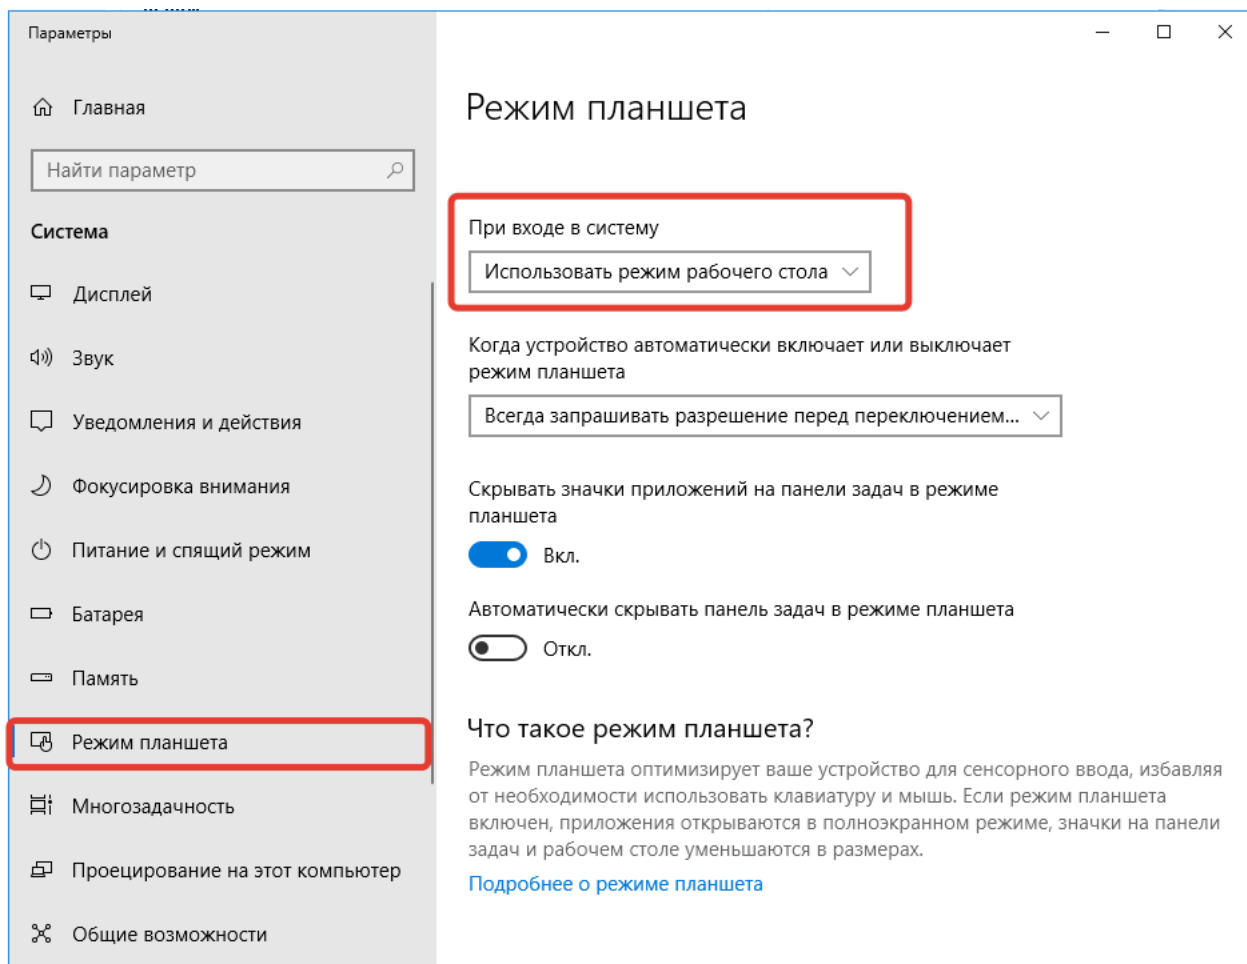 Параметры
Главная
Найти параметр
Система
Дисплей
Звук
Уведомления и действия
Фокусировка внимания
Питание и спящий режим
Батарея
Память
Режим планшета
Многозадачность
Проецирование на этот компьютер
Общие возможности
Режим планшета
При входе в систему
Использовать режим рабочего стола
Когда устройство автоматически включает или выключает
режим планшета
Всегда запрашивать разрешение перед переключением...
Скрывать значки приложений на панели задач в режиме
планшета
Вкл.
Автоматически скрывать панель задач в режиме планшета
Откл.
Что такое режим планшета?
Режим планшета оптимизирует ваше устройство для сенсорного ввода, избавляя
от необходимости использовать клавиатуру и мышь. Если режим планшета
включен, приложения открываются в полноэкранном режиме, значки на панели
задач и рабочем столе уменьшаются в размерах.
Подробнее о режиме планшета